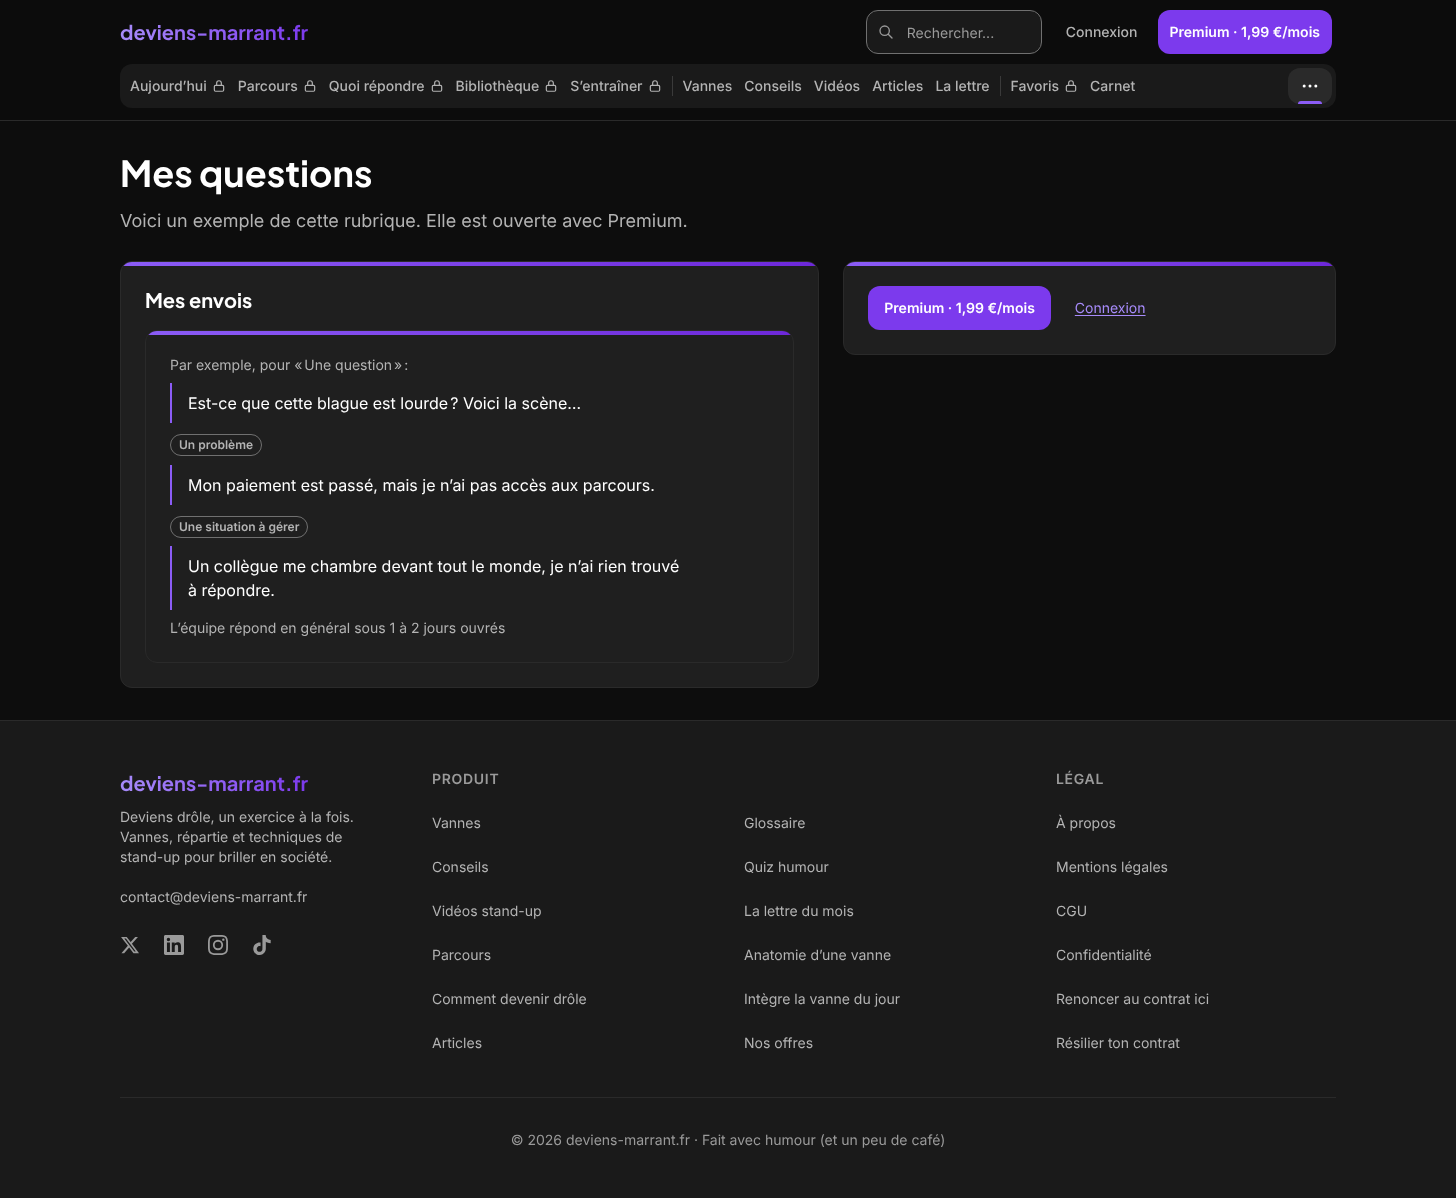 deviens-marrant.fr
Rechercher...
Connexion
Premium · 1,99 €/mois
Aujourd’hui
Parcours
Quoi répondre
Bibliothèque
S’entraîner
Vannes
Conseils
Vidéos
Articles
La lettre
Favoris
Carnet
Mes questions
Voici un exemple de cette rubrique. Elle est ouverte avec Premium.
Mes envois
Par exemple, pour « Une question » :
Est-ce que cette blague est lourde ? Voici la scène…
Un problème
Mon paiement est passé, mais je n’ai pas accès aux parcours.
Une situation à gérer
Un collègue me chambre devant tout le monde, je n’ai rien trouvé
à répondre.
L’équipe répond en général sous 1 à 2 jours ouvrés
Premium · 1,99 €/mois
Connexion
deviens-marrant.fr
Deviens drôle, un exercice à la fois.
Vannes, répartie et techniques de
stand-up pour briller en société.
contact@deviens-marrant.fr
PRODUIT
Vannes
Conseils
Vidéos stand-up
Parcours
Comment devenir drôle
Articles
Glossaire
Quiz humour
La lettre du mois
Anatomie d’une vanne
Intègre la vanne du jour
Nos offres
LÉGAL
À propos
Mentions légales
CGU
Confidentialité
Renoncer au contrat ici
Résilier ton contrat
© 2026 deviens-marrant.fr · Fait avec humour (et un peu de café)